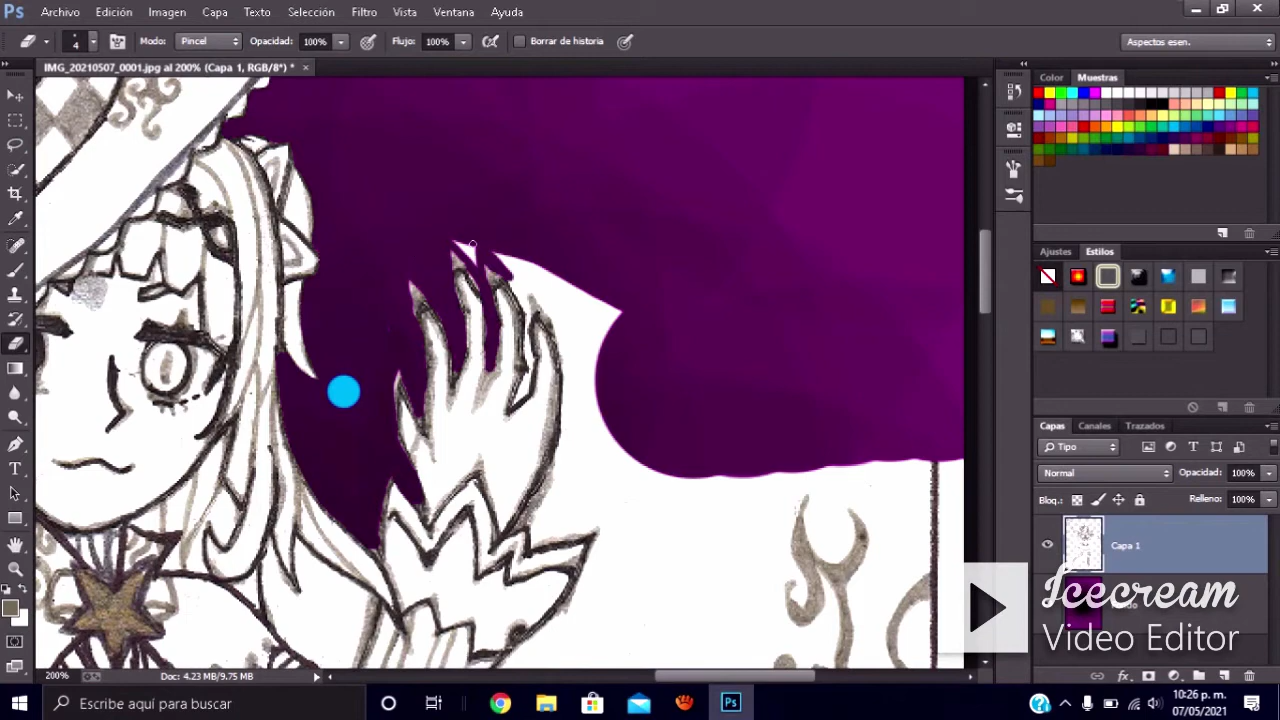 Ps Archivo Edición Imagen Capa Texto Selección Filtro Vista Ventana Ayuda
4 Modo: Pincel Opacidad: 100% Flujo: 100% Borrar de historia Aspectos esen.
IMG_20210507_0001.jpg al 200% (Capa 1, RGB/8*) * ×
Color Muestras
Ajustes Estilos
Capas Canales Trazados
Tipo
Normal Opacidad: 100%
Bloq.: Relleno: 100%
Capa 1
Icecream
Video Editor
200% Doc: 4.23 MB/9.75 MB
Escribe aquí para buscar
Ps
10:26 p. m.
07/05/2021